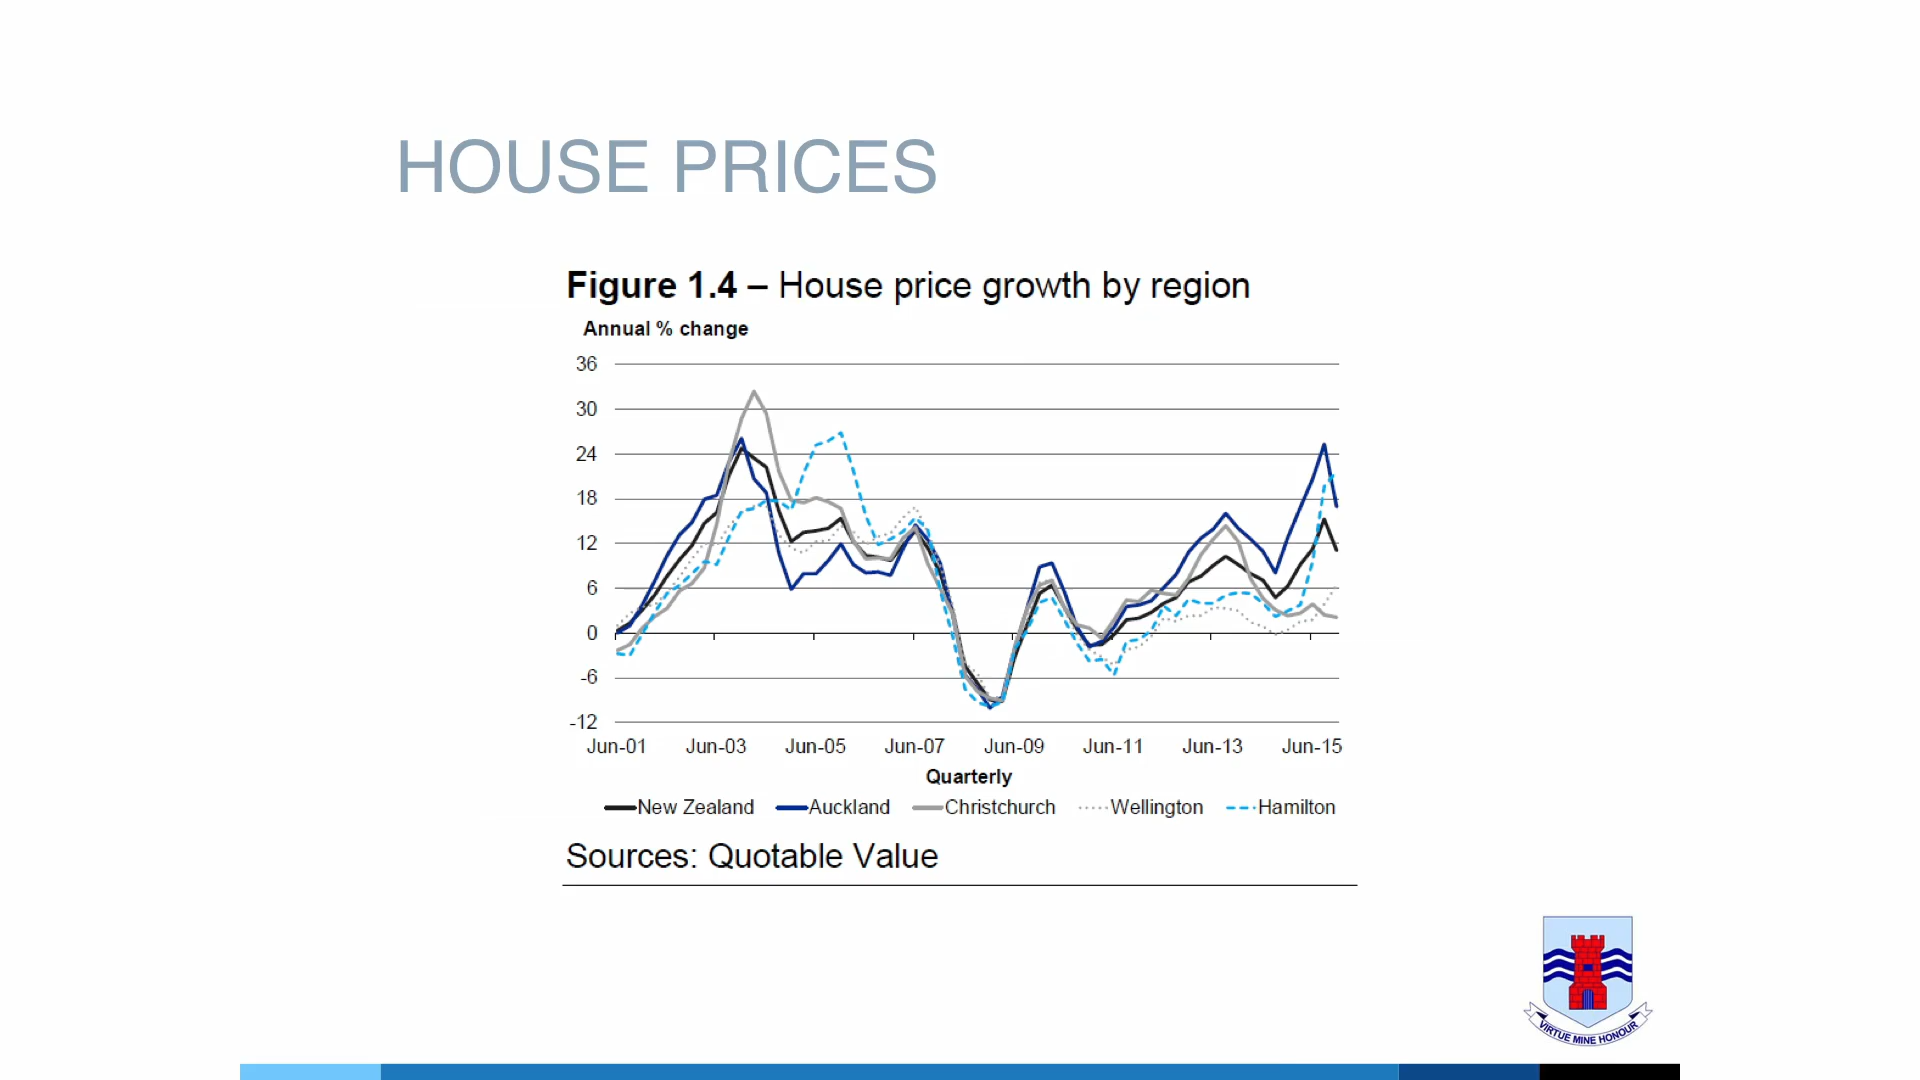 HOUSE PRICES
Figure 1.4 – House price growth by region
Annual % change
36
30
24
18
12
6
0
-6
-12
Jun-01 Jun-03 Jun-05 Jun-07 Jun-09 Jun-11 Jun-13 Jun-15
Quarterly
New Zealand Auckland Christchurch Wellington Hamilton
Sources: Quotable Value
VIRTUE MINE HONOUR